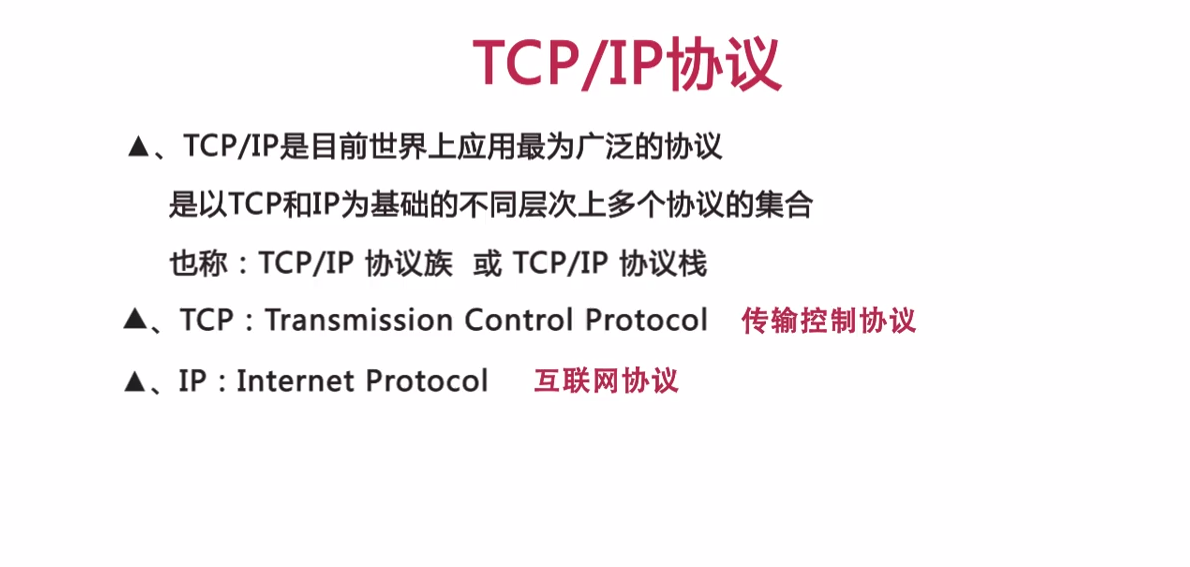 TCP/IP协议
▲、TCP/IP是目前世界上应用最为广泛的协议
是以TCP和IP为基础的不同层次上多个协议的集合
也称：TCP/IP 协议族 或 TCP/IP 协议栈
▲、TCP：Transmission Control Protocol 传输控制协议
▲、IP：Internet Protocol 互联网协议